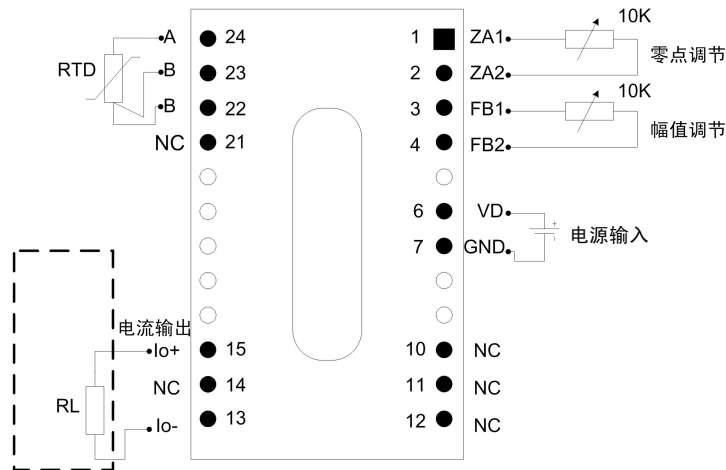 A 24 1 ZA1 10K
RTD B 23 2 ZA2 零点调节
B 22 3 FB1 10K
NC 21 4 FB2 幅值调节
6 VD + 电源输入
7 GND -
电流输出
Io+ 15 10 NC
NC 14 11 NC
RL
Io- 13 12 NC